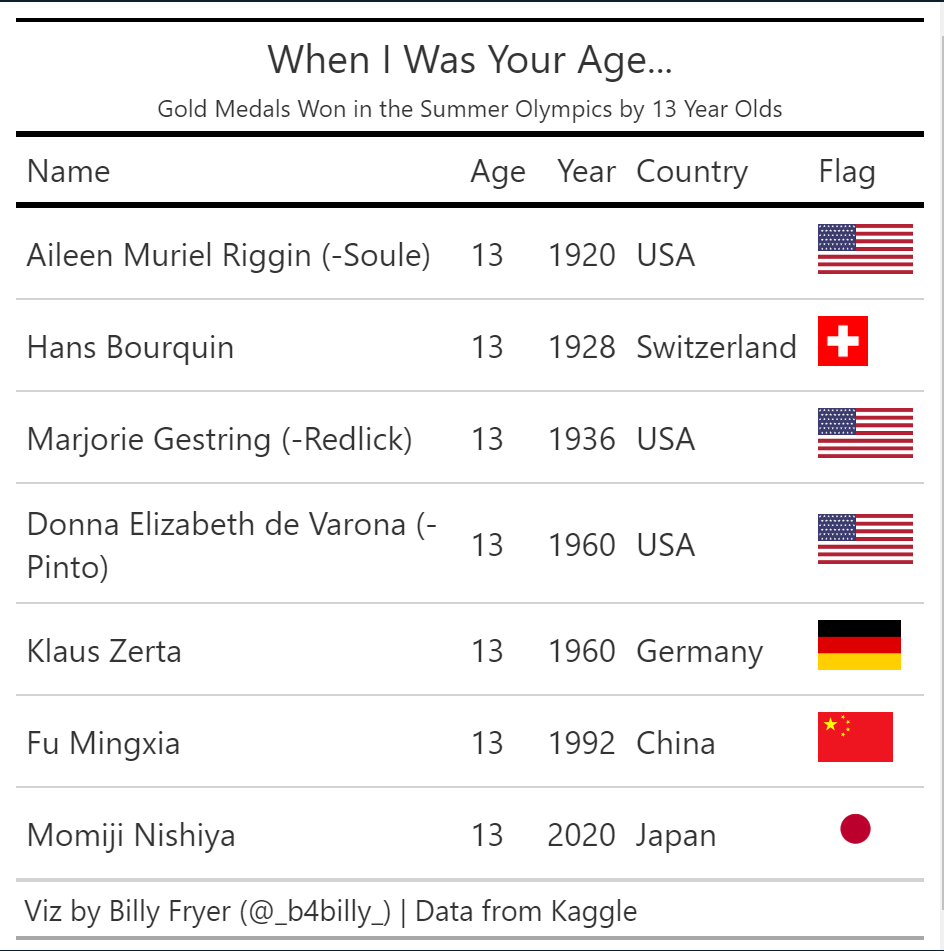 When I Was Your Age...
Gold Medals Won in the Summer Olympics by 13 Year Olds
Name Age Year Country Flag
Aileen Muriel Riggin (-Soule) 13 1920 USA
Hans Bourquin 13 1928 Switzerland
Marjorie Gestring (-Redlick) 13 1936 USA
Donna Elizabeth de Varona (-
Pinto) 13 1960 USA
Klaus Zerta 13 1960 Germany
Fu Mingxia 13 1992 China
Momiji Nishiya 13 2020 Japan
Viz by Billy Fryer (@_b4billy_) | Data from Kaggle